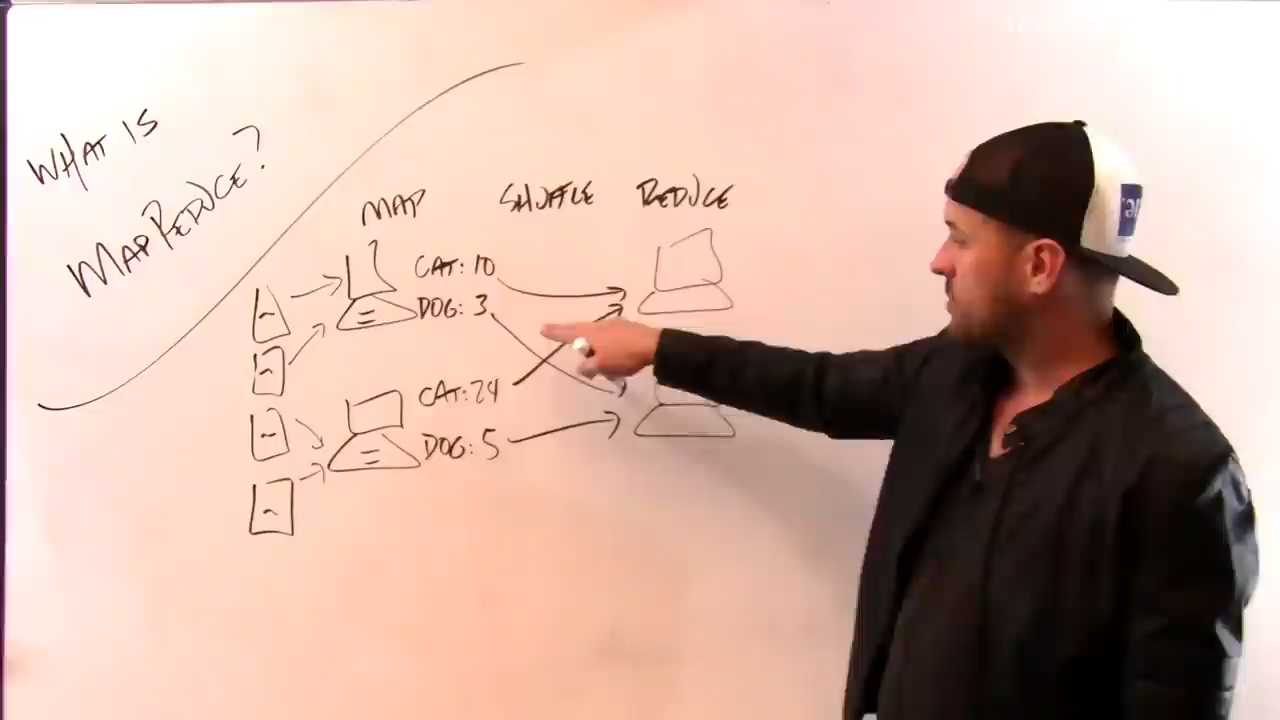 WHAT IS
MAPREDUCE?
MAP SHUFFLE REDUCE
CAT: 10
DOG: 3
CAT: 24
DOG: 5